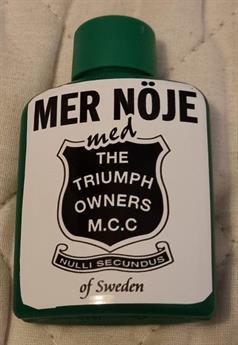 MER NÖJE
med
THE
TRIUMPH
OWNERS
M.C.C
NULLI SECUNDUS
of Sweden